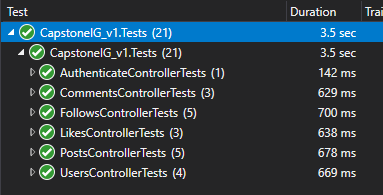 Test Duration Trai
CapstoneIG_v1.Tests (21) 3.5 sec
CapstoneIG_v1.Tests (21) 3.5 sec
AuthenticateControllerTests (1) 142 ms
CommentsControllerTests (3) 629 ms
FollowsControllerTests (5) 700 ms
LikesControllerTests (3) 638 ms
PostsControllerTests (5) 678 ms
UsersControllerTests (4) 669 ms